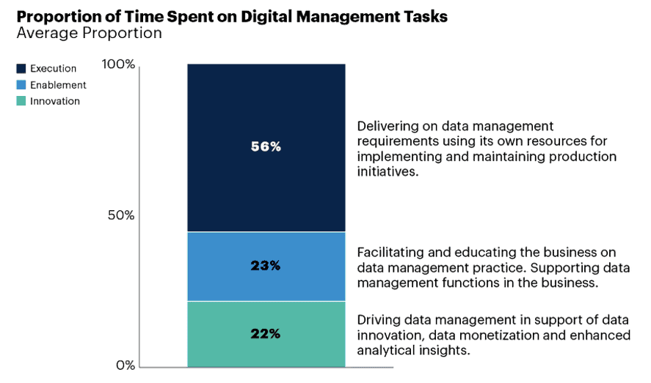 Proportion of Time Spent on Digital Management Tasks
Average Proportion
Execution
Enablement
Innovation
100%
50%
0%
56%
23%
22%
Delivering on data management
requirements using its own resources for
implementing and maintaining production
initiatives.
Facilitating and educating the business on
data management practice. Supporting data
management functions in the business.
Driving data management in support of data
innovation, data monetization and enhanced
analytical insights.